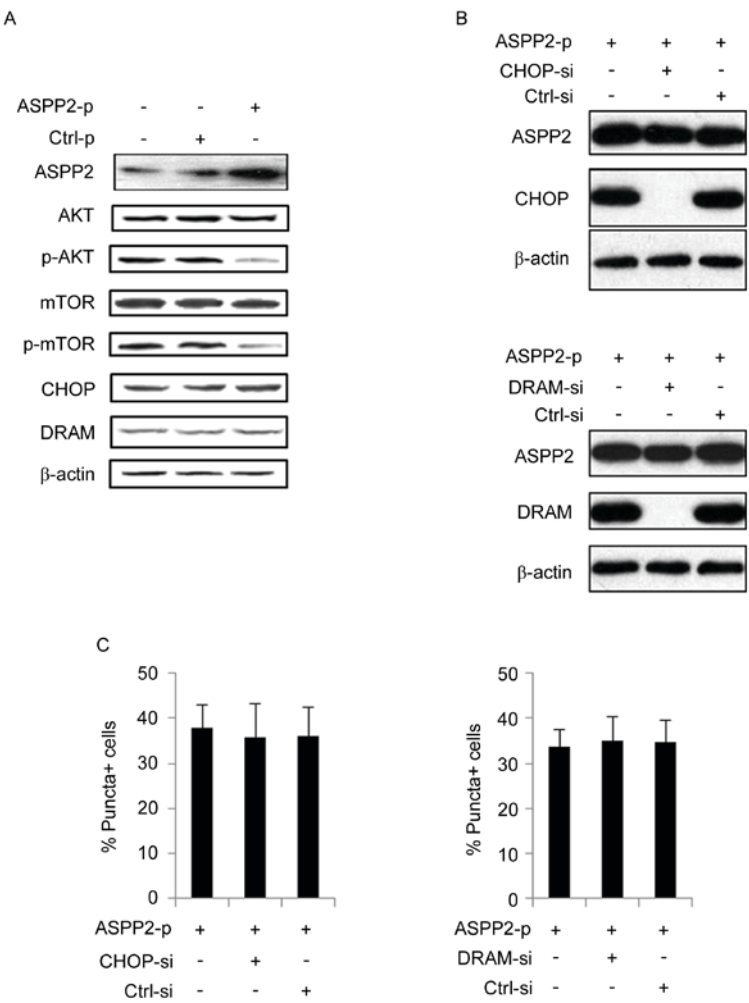 A
ASPP2-p - - +
Ctrl-p - + -
ASPP2
AKT
p-AKT
mTOR
p-mTOR
CHOP
DRAM
β-actin
B
ASPP2-p + + +
CHOP-si - + -
Ctrl-si - - +
ASPP2
CHOP
β-actin
ASPP2-p + + +
DRAM-si - + -
Ctrl-si - - +
ASPP2
DRAM
β-actin
C
% Puncta+ cells
50
40
30
20
10
0
ASPP2-p + + +
CHOP-si - + -
Ctrl-si - - +
% Puncta+ cells
50
40
30
20
10
0
ASPP2-p + + +
DRAM-si - + -
Ctrl-si - - +